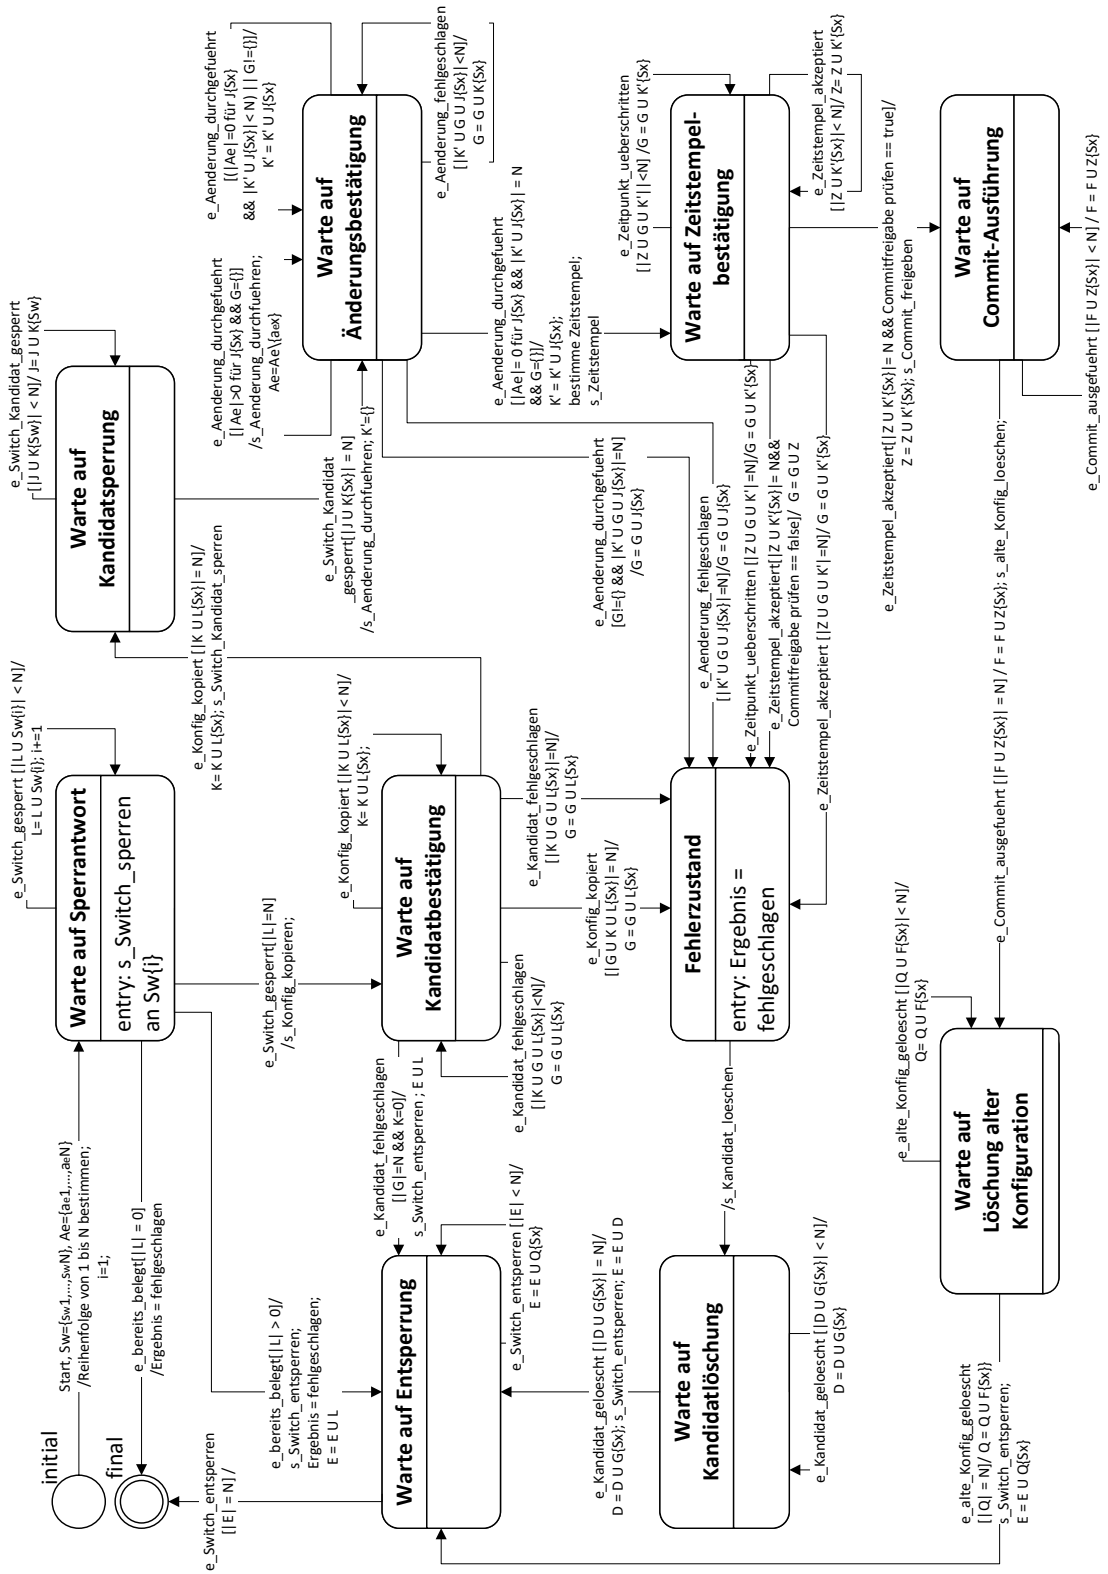 initial
final
Start, Sw={sw1,...,swN}, Ae={ae1,...,aeN}
/Reihenfolge von 1 bis N bestimmen;
i=1;
e_bereits_belegt[|L| = 0]
/Ergebnis = fehlgeschlagen
e_Switch_entsperren
[|E| = N] /
Warte auf Sperrantwort
entry: s_Switch_sperren
an Sw{i}
e_Switch_gesperrt [|L U Sw{i}| < N]/
L= L U Sw{i}; i+=1
e_bereits_belegt[|L| > 0]/
s_Switch_entsperren;
Ergebnis = fehlgeschlagen;
E = E U L
e_Switch_gesperrt[|L|=N]
/s_Konfig_kopieren;
e_Konfig_kopiert [|K U L{Sx}|= N]/
K= K U L{Sx}; s_Switch_Kandidat_sperren
Warte auf
Kandidatsperrung
e_Switch_Kandidat_gesperrt
[|J U K{Sw}| < N]/ J= J U K{Sw}
e_Switch_Kandidat
_gesperrt[|J U K{Sx}| = N]
/s_Aenderung_durchfuehren; K'={}
Warte auf Entsperrung
e_Switch_entsperren [|E| < N]/
E = E U Q{Sx}
e_Kandidat_fehlgeschlagen
[|G|=N && K=0]/
s_Switch_entsperren ; E U L
Warte auf
Kandidatbestätigung
e_Konfig_kopiert [|K U L{Sx}|< N]/
K= K U L{Sx};
e_Kandidat_fehlgeschlagen
[|K U G U L{Sx}|<N]/
G = G U L{Sx}
e_Konfig_kopiert
[|G U K U L{Sx}|= N]/
G = G U L{Sx}
e_Kandidat_fehlgeschlagen
[|K U G U L{Sx}|=N]/
G = G U L{Sx}
Warte auf
Änderungsbestätigung
e_Aenderung_durchgefuehrt
[|Ae|>0 für J{Sx} && G={}]
/s_Aenderung_durchfuehren;
Ae=Ae\{aex}
e_Aenderung_durchgefuehrt
[(|Ae|=0 für J{Sx}
&& |K' U J{Sx}|< N) || G!={}]/
K' = K' U J{Sx}
e_Aenderung_fehlgeschlagen
[|K' U G U J{Sx}|<N]/
G = G U K{Sx}
e_Aenderung_durchgefuehrt
[|Ae|= 0 für J{Sx} && |K' U J{Sx}| = N
&& G={}]/
K' = K' U J{Sx};
bestimme Zeitstempel;
s_Zeitstempel
e_Aenderung_durchgefuehrt
[G!={} && |K' U G U J{Sx}|=N]
/G = G U J{Sx}
e_Aenderung_fehlgeschlagen
[|K' U G U J{Sx}|=N]/G = G U J{Sx}
Warte auf
Kandidatlöschung
e_Kandidat_geloescht [|D U G{Sx}| = N]/
D = D U G{Sx}; s_Switch_entsperren; E = E U D
e_Kandidat_geloescht [|D U G{Sx}| < N]/
D = D U G{Sx}
/s_Kandidat_loeschen
Fehlerzustand
entry: Ergebnis =
fehlgeschlagen
Warte auf Zeitstempel-
bestätigung
e_Zeitpunkt_ueberschritten
[|Z U G U K'||<N] /G = G U K'{Sx}
e_Zeitstempel_akzeptiert
[|Z U K'{Sx}|< N]/ Z= Z U K'{Sx}
e_Zeitpunkt_ueberschritten [|Z U G U K'|=N]/G = G U K'{Sx}
e_Zeitstempel_akzeptiert[|Z U K'{Sx}|= N&&
Commitfreigabe prüfen == false]/ G = G U Z
e_Zeitstempel_akzeptiert [|Z U G U K'|=N]/ G = G U K'{Sx}
e_Zeitstempel_akzeptiert[|Z U K'{Sx}|= N && Commitfreigabe prüfen == true]/
Z = Z U K'{Sx}; s_Commit_freigeben
Warte auf
Löschung alter
Konfiguration
e_alte_Konfig_geloescht [|Q U F{Sx}|< N]/
Q= Q U F{Sx}
e_alte_Konfig_geloescht
[|Q|= N]/ Q = Q U F{Sx}}
s_Switch_entsperren;
E = E U Q{Sx}
e_Commit_ausgefuehrt [|F U Z{Sx}| = N] / F = F U Z{Sx}; s_alte_Konfig_loeschen;
Warte auf
Commit-Ausführung
e_Commit_ausgefuehrt [|F U Z{Sx}| < N] / F = F U Z{Sx}